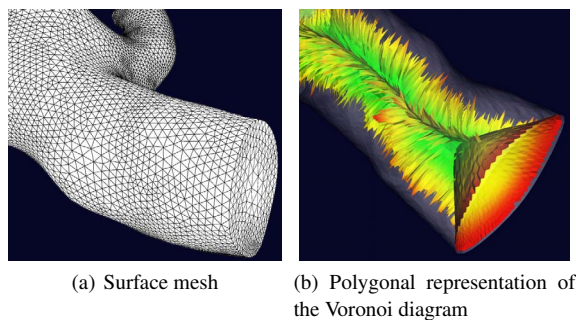 (a) Surface mesh
(b) Polygonal representation of
the Voronoi diagram